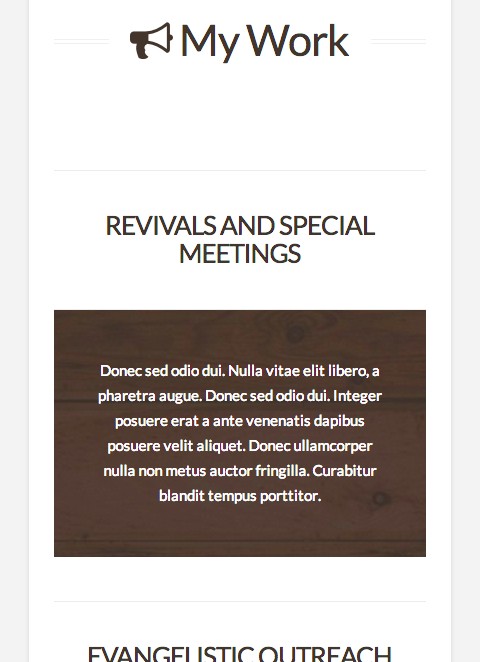 My Work
REVIVALS AND SPECIAL
MEETINGS
Donec sed odio dui. Nulla vitae elit libero, a
pharetra augue. Donec sed odio dui. Integer
posuere erat a ante venenatis dapibus
posuere velit aliquet. Donec ullamcorper
nulla non metus auctor fringilla. Curabitur
blandit tempus porttitor.
EVANGELISTIC OUTREACH